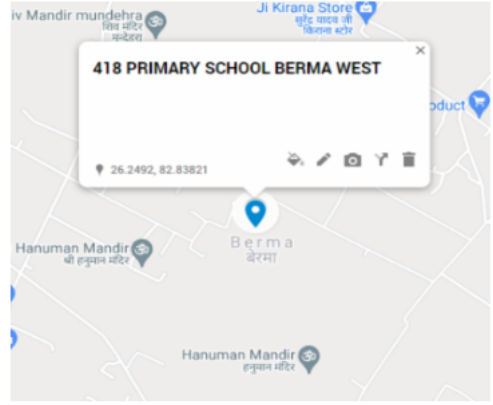 iv Mandir mundehra
शिव मंदिर
मुन्देहरा
Ji Kirana Store
सुरेंद्र यादव जी
किराना स्टोर
418 PRIMARY SCHOOL BERMA WEST
oduct
26.2492, 82.83821
Berma
बेरमा
Hanuman Mandir
श्री हनुमान मंदिर
Hanuman Mandir
हनुमान मंदिर